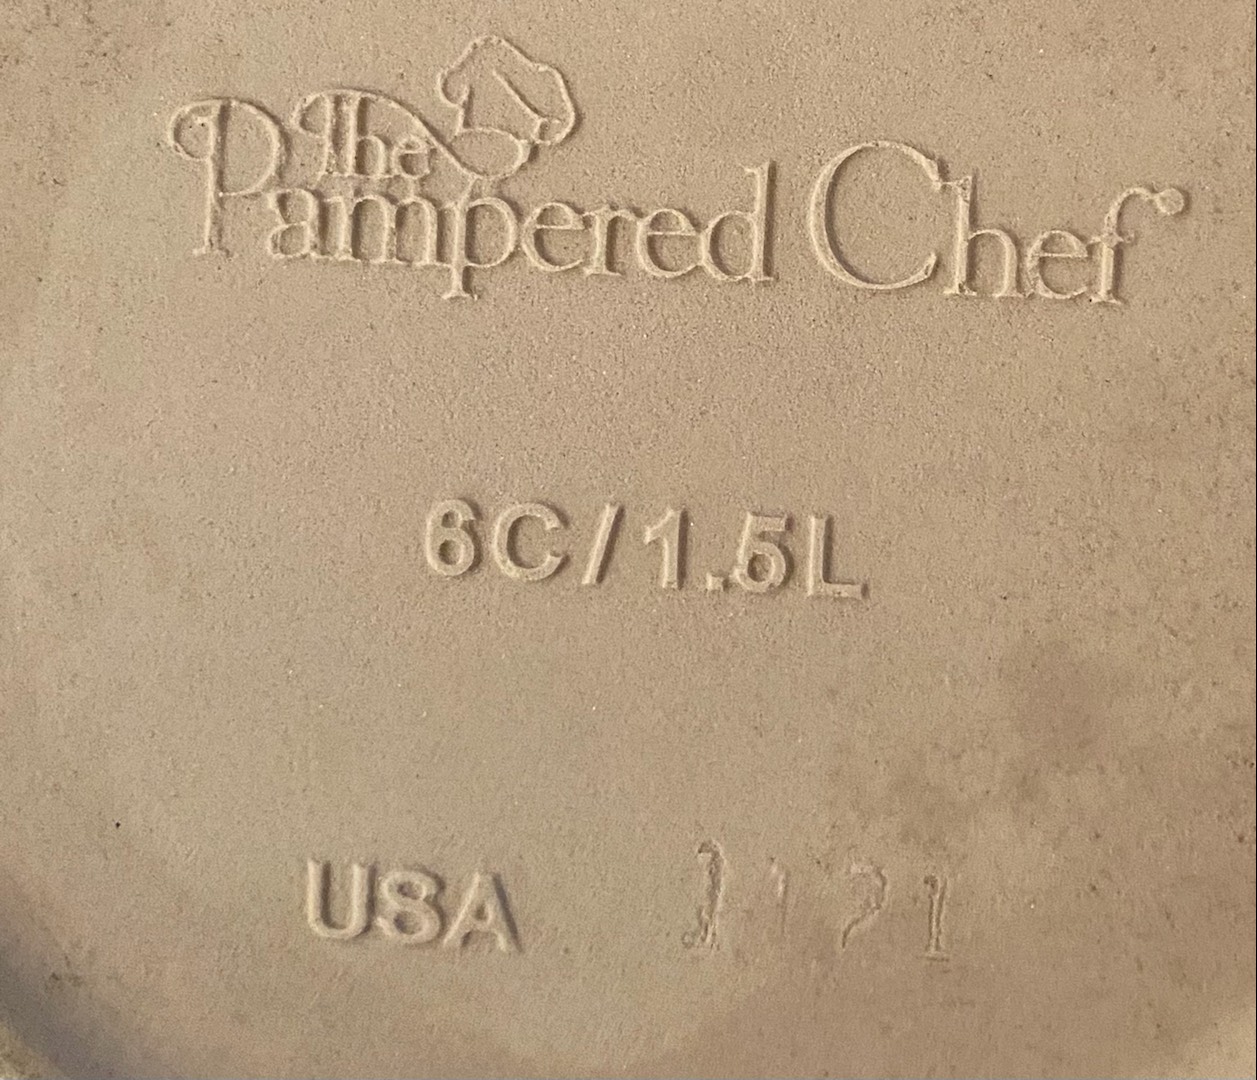 The
Pampered Chef
6C/1.5L
USA